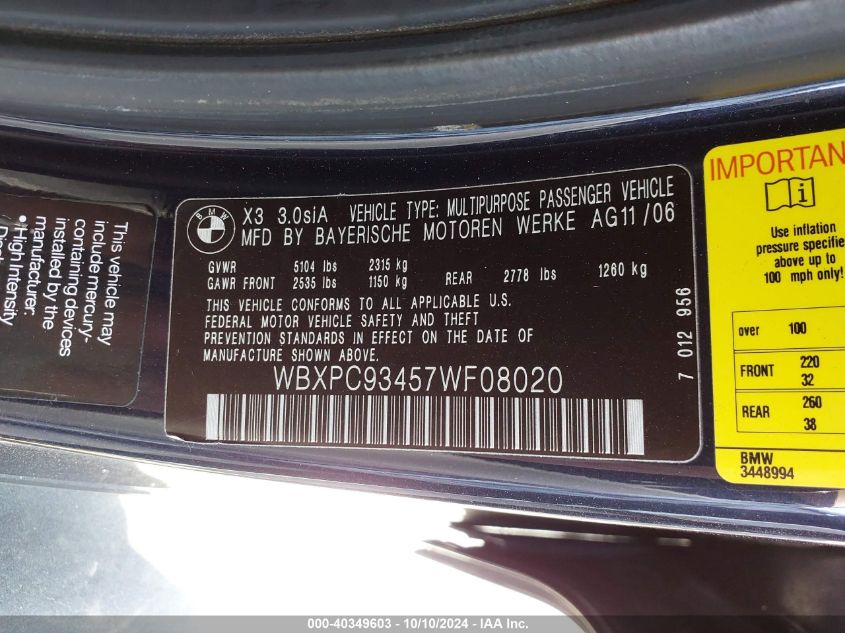 This vehicle may
include mercury-
containing devices
installed by the
manufacturer:
•High Intensity
Discharge
BMW
X3 3.0siA VEHICLE TYPE: MULTIPURPOSE PASSENGER VEHICLE
MFD BY BAYERISCHE MOTOREN WERKE AG11/06
GVWR 5104 lbs 2315 kg
GAWR FRONT 2535 lbs 1150 kg REAR 2778 lbs 1260 kg
THIS VEHICLE CONFORMS TO ALL APPLICABLE U.S.
FEDERAL MOTOR VEHICLE SAFETY AND THEFT
PREVENTION STANDARDS IN EFFECT ON THE DATE OF
MANUFACTURE SHOWN ABOVE.
WBXPC93457WF08020
7 012 956
IMPORTAN
i
Use inflation
pressure specifie
above up to
100 mph only!
over 100
FRONT 220
32
REAR 260
38
BMW
3448994
000-40349603 - 10/10/2024 - IAA Inc.